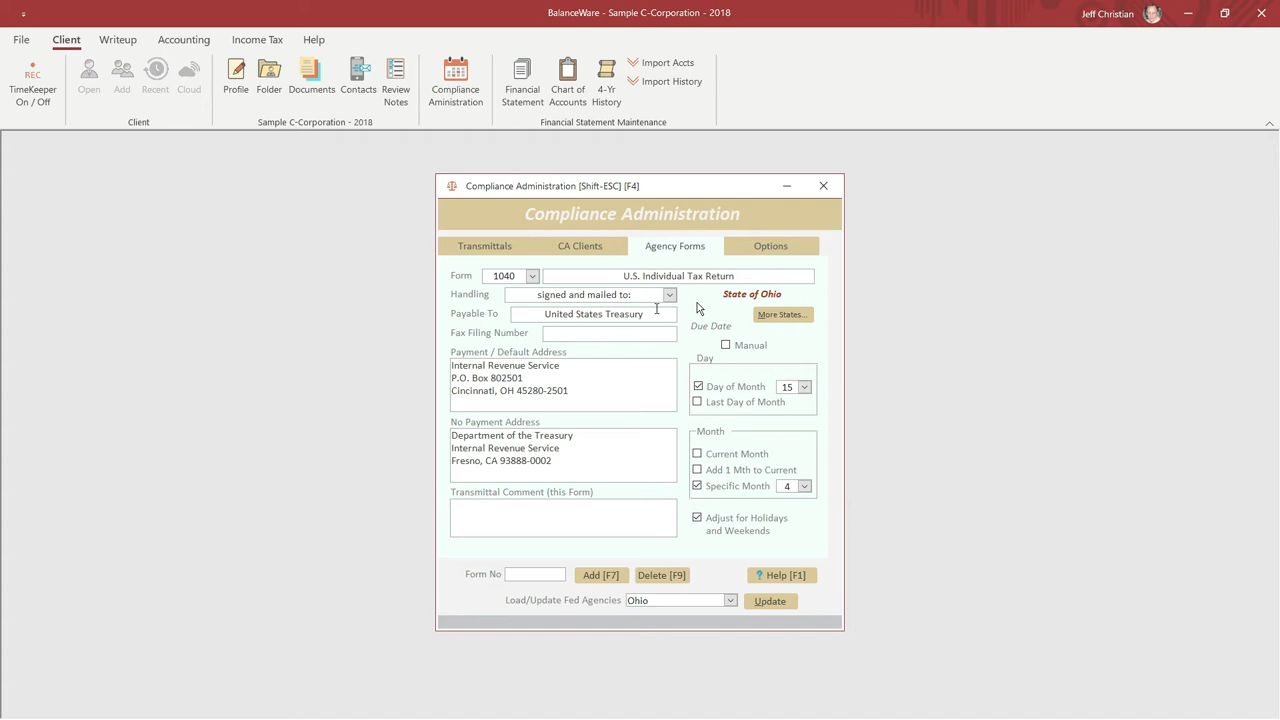 BalanceWare - Sample C-Corporation - 2018
Jeff Christian
File
Client
Writeup
Accounting
Income Tax
Help
REC
TimeKeeper
On / Off
Open
Add
Recent
Cloud
Client
Profile
Folder
Documents
Contacts
Review
Notes
Sample C-Corporation - 2018
Compliance
Aministration
Financial
Statement
Chart of
Accounts
4-Yr
History
Import Accts
Import History
Financial Statement Maintenance
Compliance Administration [Shift-ESC] [F4]
Compliance Administration
Transmittals
CA Clients
Agency Forms
Options
Form
1040
U.S. Individual Tax Return
Handling
signed and mailed to:
State of Ohio
Payable To
United States Treasury
More States...
Due Date
Fax Filing Number
Manual
Payment / Default Address
Day
Internal Revenue Service
P.O. Box 802501
Cincinnati, OH 45280-2501
Day of Month
15
Last Day of Month
No Payment Address
Department of the Treasury
Internal Revenue Service
Fresno, CA 93888-0002
Month
Current Month
Add 1 Mth to Current
Specific Month
4
Transmittal Comment (this Form)
Adjust for Holidays
and Weekends
Form No
Add [F7]
Delete [F9]
? Help [F1]
Load/Update Fed Agencies
Ohio
Update